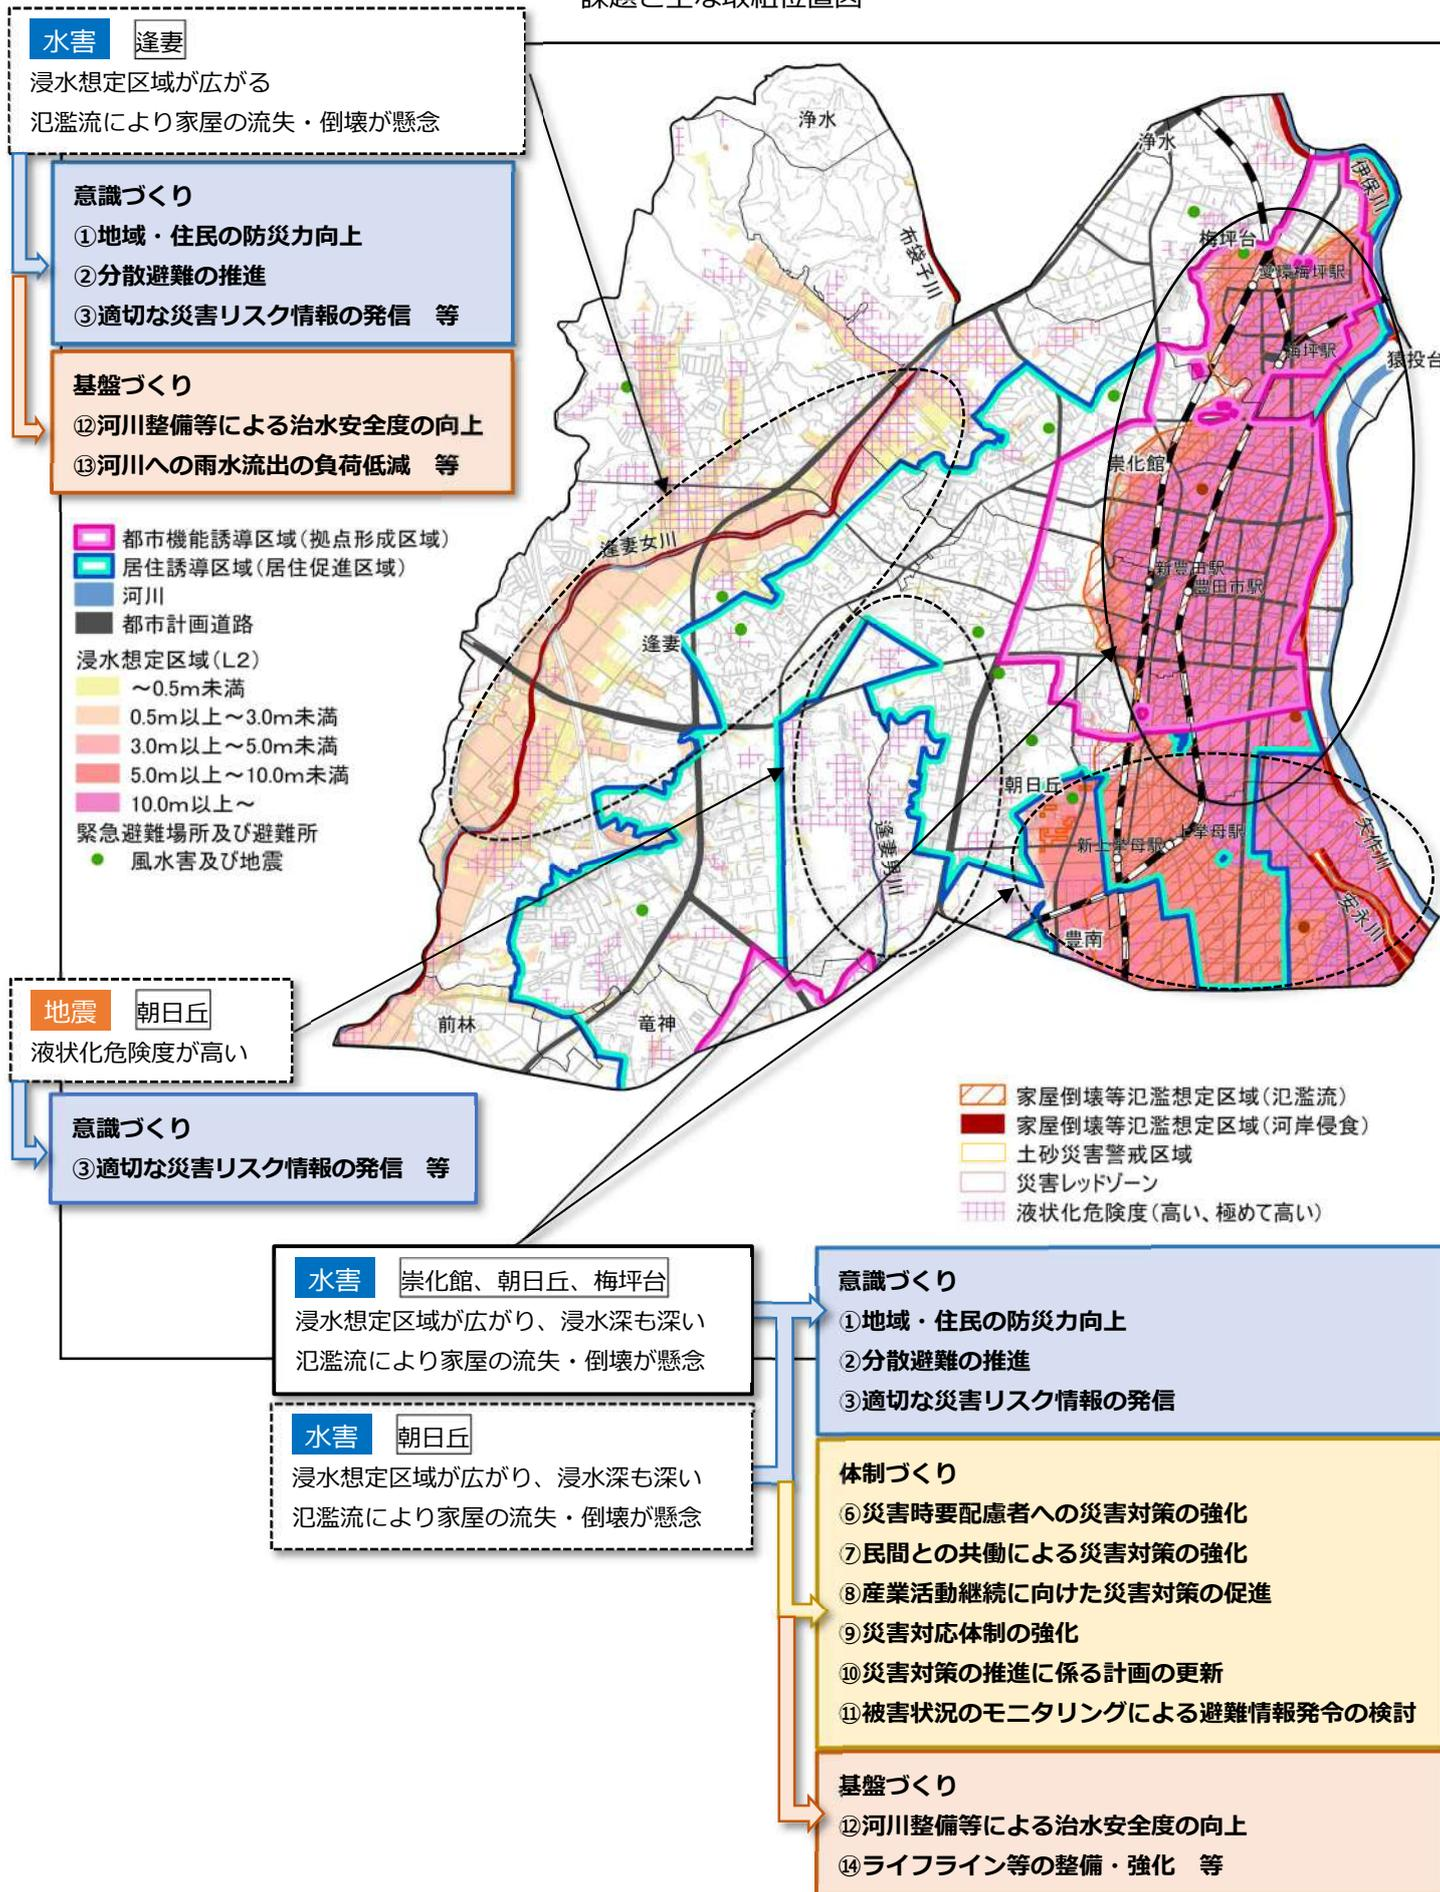 課題と主な取組位置図
水害 逢妻
浸水想定区域が広がる
氾濫流により家屋の流失・倒壊が懸念
意識づくり
①地域・住民の防災力向上
②分散避難の推進
③適切な災害リスク情報の発信　等
基盤づくり
⑫河川整備等による治水安全度の向上
⑬河川への雨水流出の負荷低減　等
都市機能誘導区域（拠点形成区域）
居住誘導区域（居住促進区域）
河川
都市計画道路
浸水想定区域（L2）
～0.5m未満
0.5m以上～3.0m未満
3.0m以上～5.0m未満
5.0m以上～10.0m未満
10.0m以上～
緊急避難場所及び避難所
風水害及び地震
浄水
浄水
伊保川
梅坪台
愛環梅坪駅
布袋子川
梅坪駅
猿投台
崇化館
逢妻女川
新豊田駅
豊田市駅
逢妻
朝日丘
逢妻男川
新上挙母駅
上挙母駅
矢作川
安永川
豊南
前林
竜神
地震 朝日丘
液状化危険度が高い
意識づくり
③適切な災害リスク情報の発信　等
家屋倒壊等氾濫想定区域（氾濫流）
家屋倒壊等氾濫想定区域（河岸侵食）
土砂災害警戒区域
災害レッドゾーン
液状化危険度（高い、極めて高い）
水害 崇化館、朝日丘、梅坪台
浸水想定区域が広がり、浸水深も深い
氾濫流により家屋の流失・倒壊が懸念
水害 朝日丘
浸水想定区域が広がり、浸水深も深い
氾濫流により家屋の流失・倒壊が懸念
意識づくり
①地域・住民の防災力向上
②分散避難の推進
③適切な災害リスク情報の発信
体制づくり
⑥災害時要配慮者への災害対策の強化
⑦民間との共働による災害対策の強化
⑧産業活動継続に向けた災害対策の促進
⑨災害対応体制の強化
⑩災害対策の推進に係る計画の更新
⑪被害状況のモニタリングによる避難情報発令の検討
基盤づくり
⑫河川整備等による治水安全度の向上
⑭ライフライン等の整備・強化　等